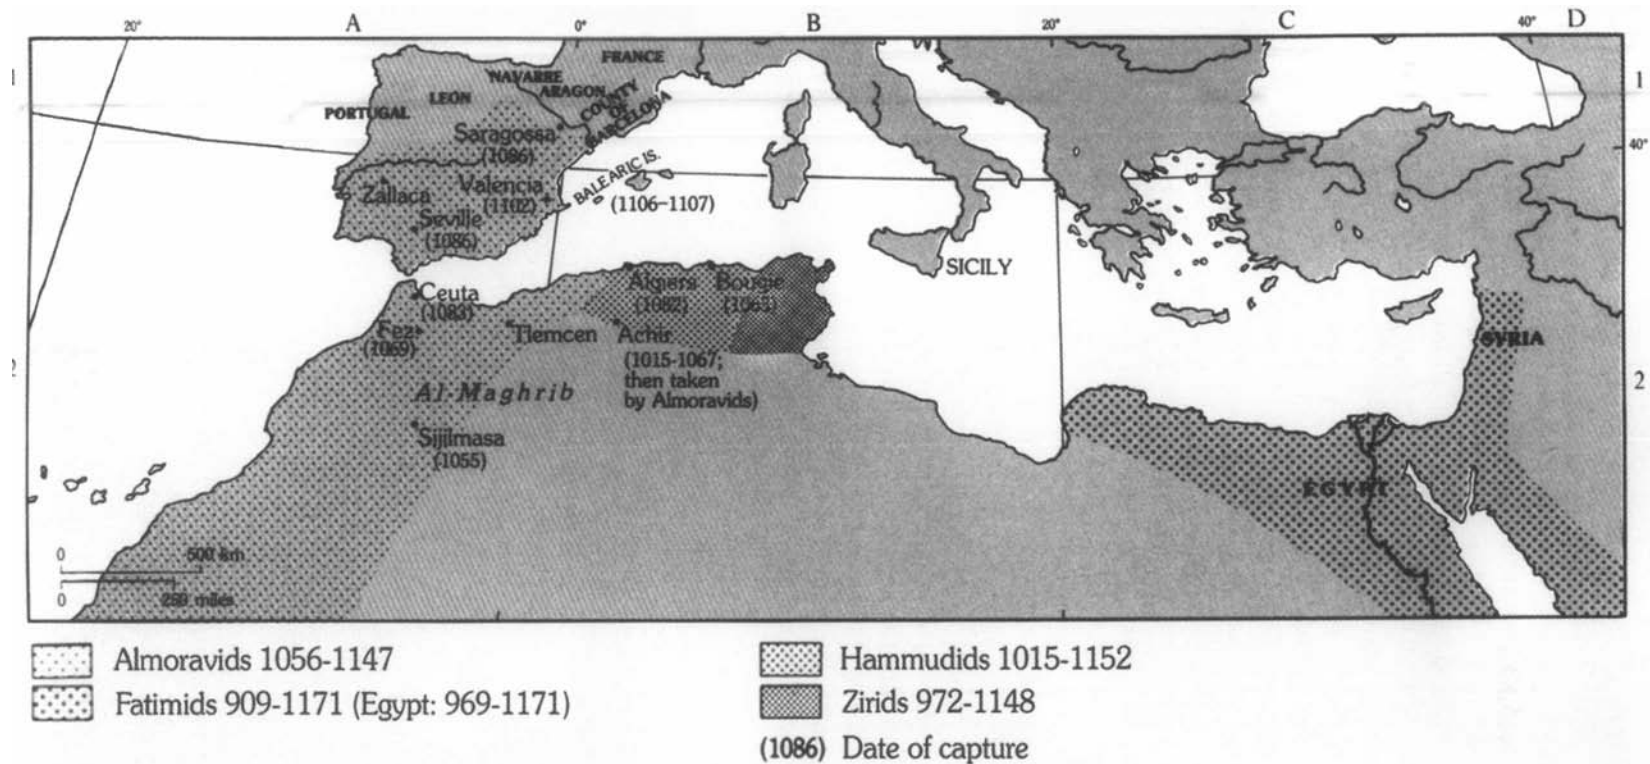 20° A 0° B 20° C 40° D
1
FRANCE
NAVARRE
ARAGON
COUNTY
OF
BARCELONA
LEON
PORTUGAL
1
Saragossa
(1086)
40°
BALEARIC IS.
Zallaca
Valencia
(1102)
(1106–1107)
Seville
(1086)
SICILY
Algiers
(1082)
Bougie
Ceuta
(1083)
Fez
(1069)
Tlemcen
Achir
(1015-1067;
then taken
by Almoravids)
SYRIA
2
2
Al-Maghrib
Sijilmasa
(1055)
EGYPT
0 500 km
0 250 miles
Almoravids 1056-1147
Fatimids 909-1171 (Egypt: 969-1171)
Hammudids 1015-1152
Zirids 972-1148
(1086) Date of capture